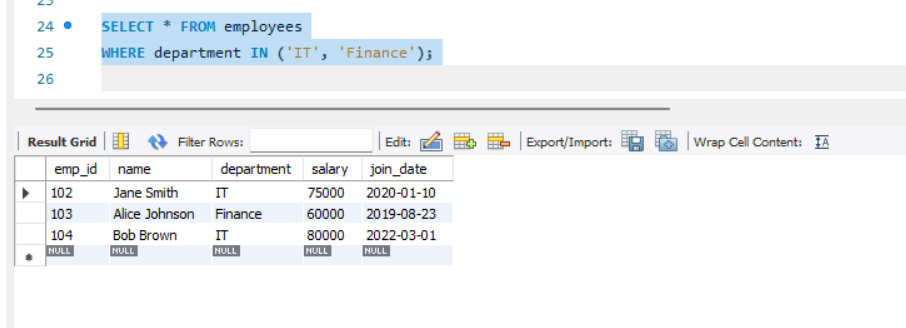 23
24 SELECT * FROM employees
25 WHERE department IN ('IT', 'Finance');
26
Result Grid Filter Rows: Edit: Export/Import: Wrap Cell Content: IA
emp_id name department salary join_date
102 Jane Smith IT 75000 2020-01-10
103 Alice Johnson Finance 60000 2019-08-23
104 Bob Brown IT 80000 2022-03-01
NULL NULL NULL NULL NULL